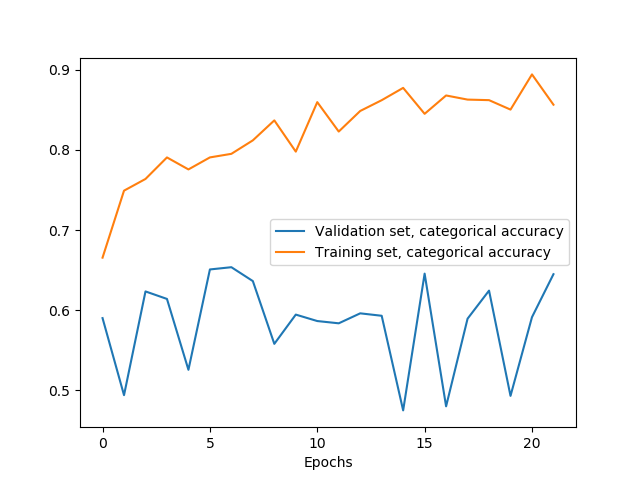 0.9
0.8
0.7
0.6
0.5
Validation set, categorical accuracy
Training set, categorical accuracy
0 5 10 15 20
Epochs